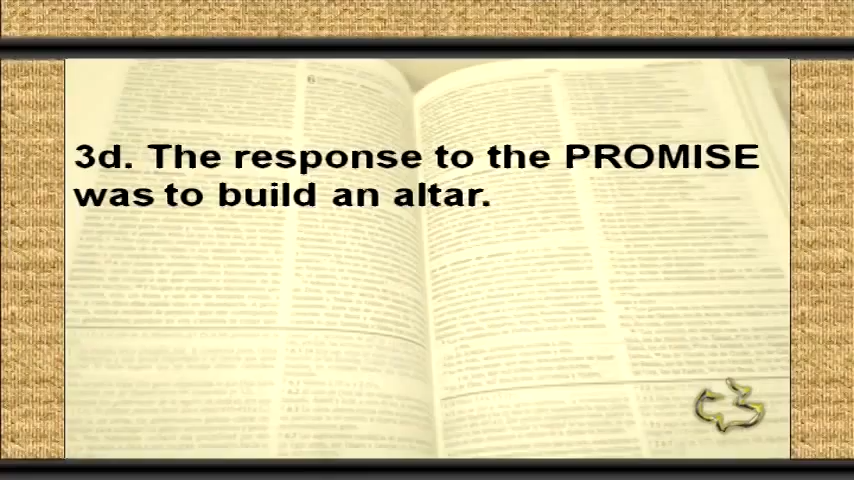 3d. The response to the PROMISE
was to build an altar.